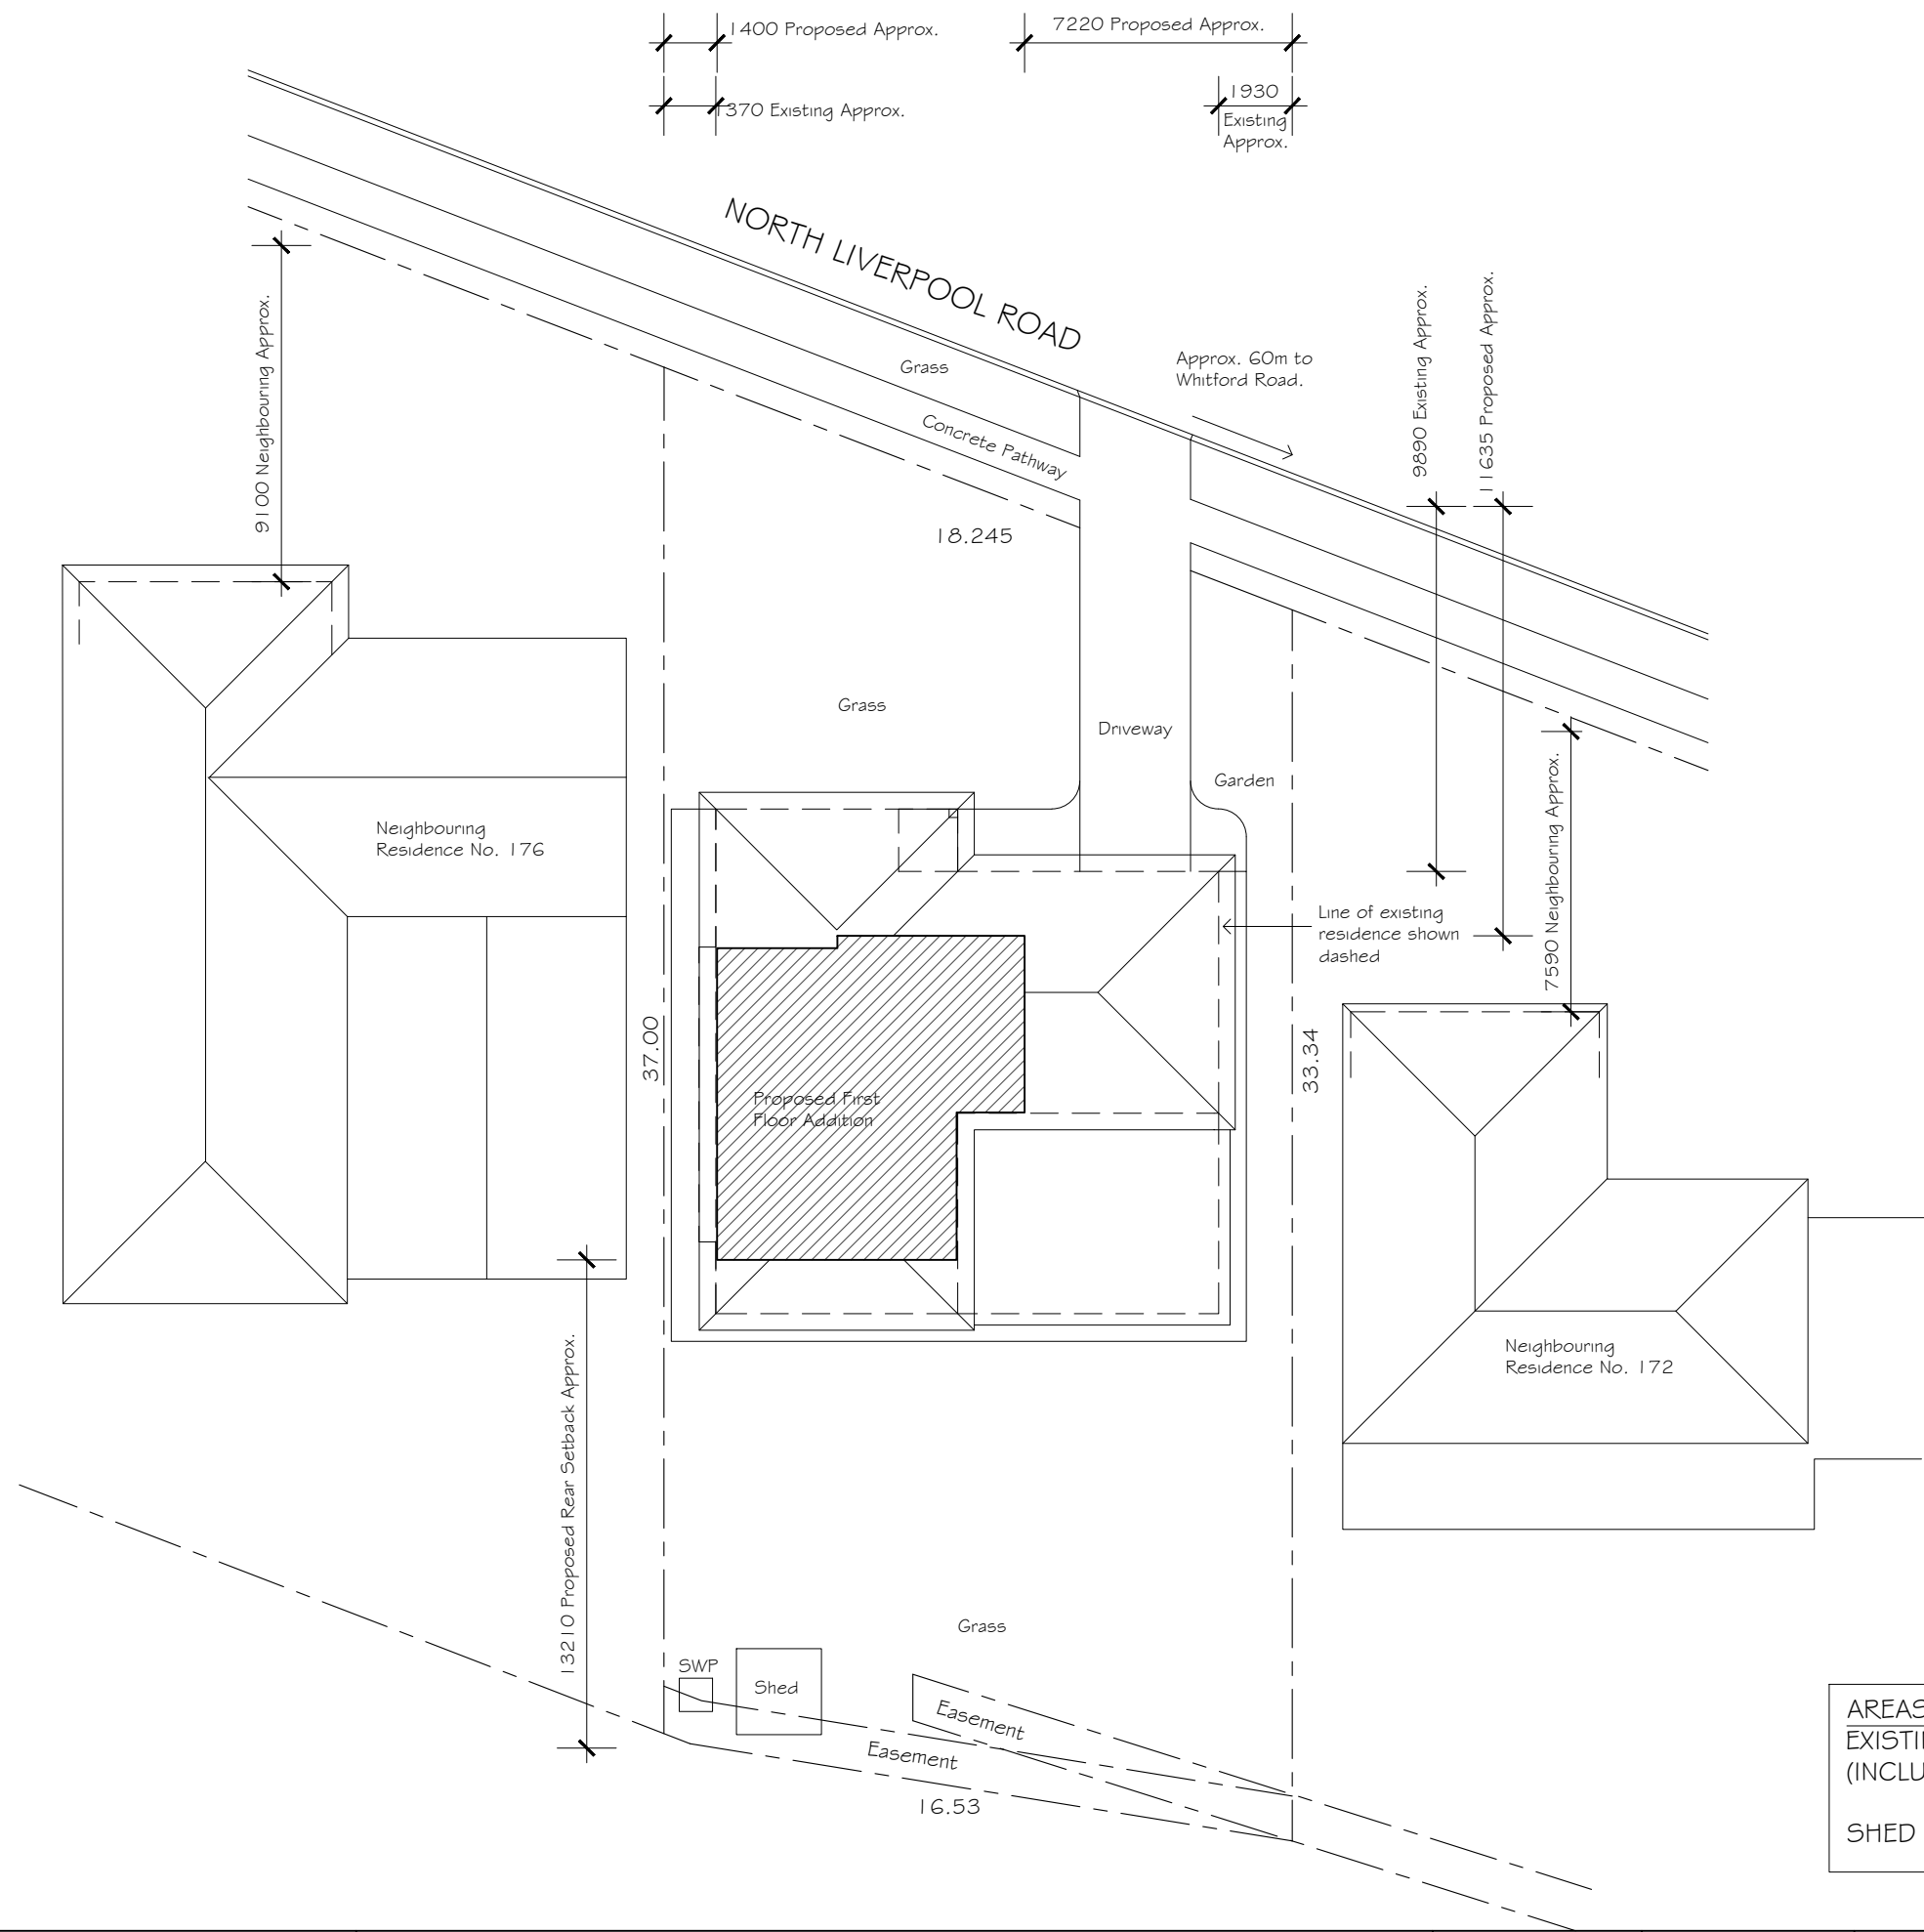 1400 Proposed Approx.
7220 Proposed Approx.
1370 Existing Approx.
1930
Existing
Approx.
NORTH LIVERPOOL ROAD
9100 Neighbouring Approx.
Grass
Approx. 60m to
Whitford Road.
9890 Existing Approx.
11635 Proposed Approx.
Concrete Pathway
18.245
Grass
Driveway
Garden
Neighbouring
Residence No. 176
7590 Neighbouring Approx.
Line of existing
residence shown
dashed
37.00
33.34
Proposed First
Floor Addition
Neighbouring
Residence No. 172
13210 Proposed Rear Setback Approx.
Grass
SWP
Shed
Easement
Easement
16.53
AREAS
(INCLU
SHED